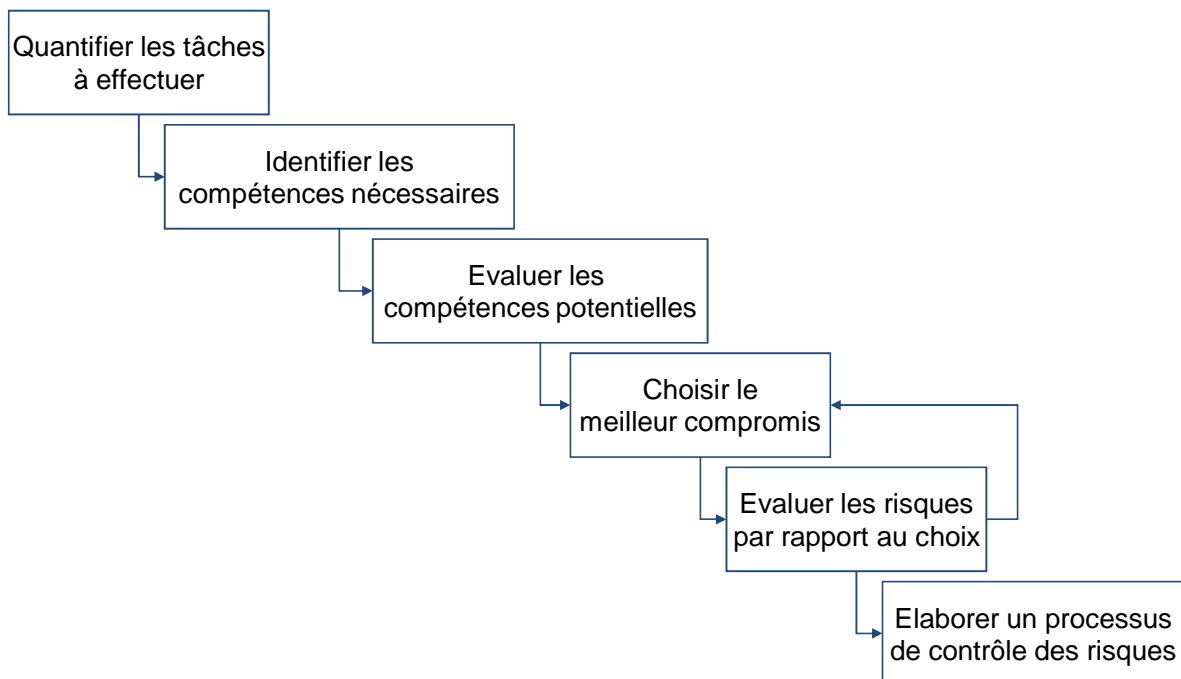 Quantifier les tâches
à effectuer
Identifier les
compétences nécessaires
Evaluer les
compétences potentielles
Choisir le
meilleur compromis
Evaluer les risques
par rapport au choix
Elaborer un processus
de contrôle des risques